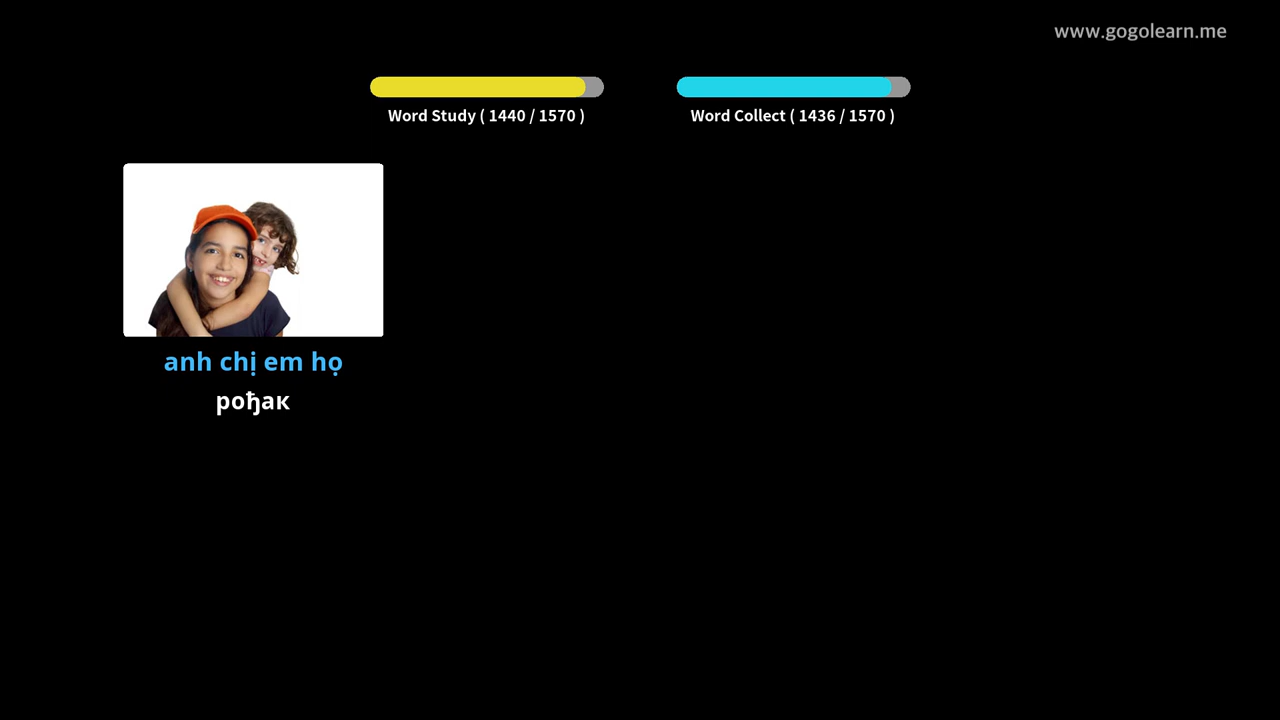 www.gogolearn.me
Word Study ( 1440 / 1570 )
Word Collect ( 1436 / 1570 )
anh chị em họ
рођак